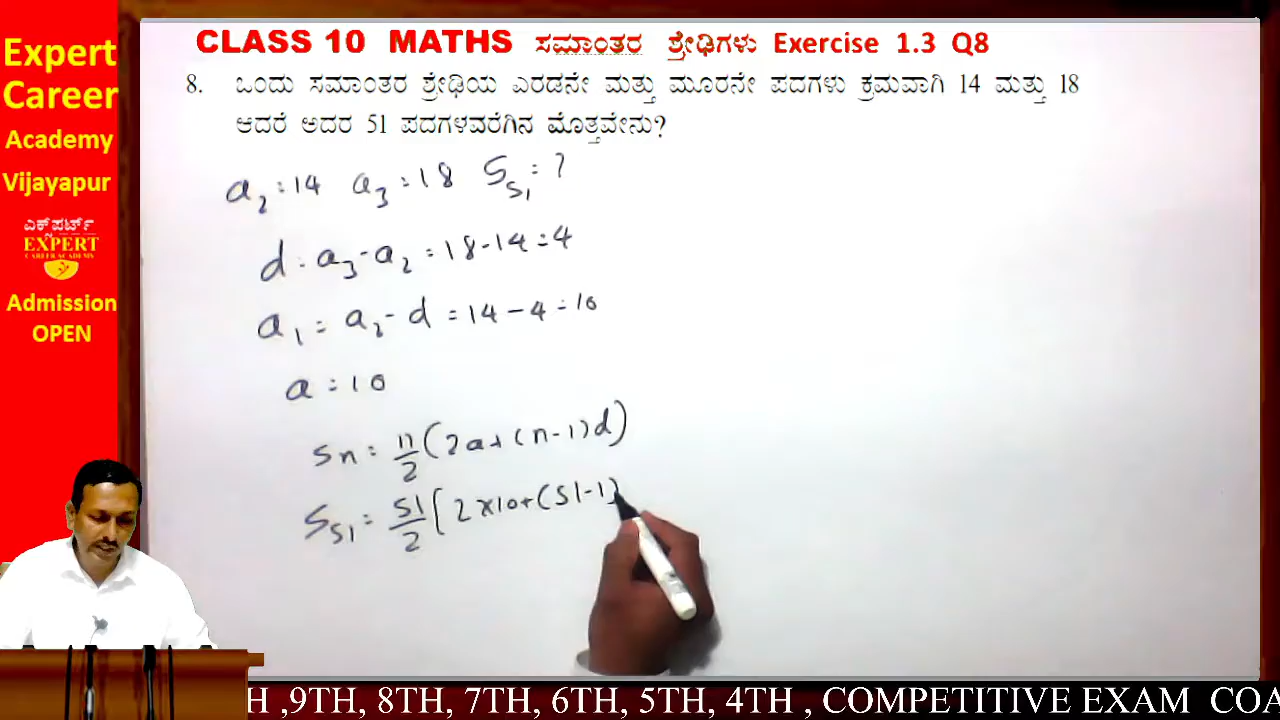 Expert
Career
Academy
Vijayapur
ಎಕ್ಸ್‌ಪರ್ಟ್
EXPERT
CAREER ACADEMY
Admission
OPEN
CLASS 10 MATHS ಸಮಾಂತರ ಶ್ರೇಢಿಗಳು Exercise 1.3 Q8
8. ಒಂದು ಸಮಾಂತರ ಶ್ರೇಢಿಯ ಎರಡನೇ ಮತ್ತು ಮೂರನೇ ಪದಗಳು ಕ್ರಮವಾಗಿ 14 ಮತ್ತು 18
ಆದರೆ ಅದರ 51 ಪದಗಳವರೆಗಿನ ಮೊತ್ತವೇನು?
a₂ = 14 a₃ = 18 S₅₁ = ?
d = a₃ - a₂ = 18 - 14 = 4
a₁ = a₂ - d = 14 - 4 = 10
a = 10
Sn = n/2 (2a + (n - 1) d)
S₅₁ = 51/2 [2 x 10 + (51 - 1)
H ,9TH, 8TH, 7TH, 6TH, 5TH, 4TH , COMPETITIVE EXAM COA